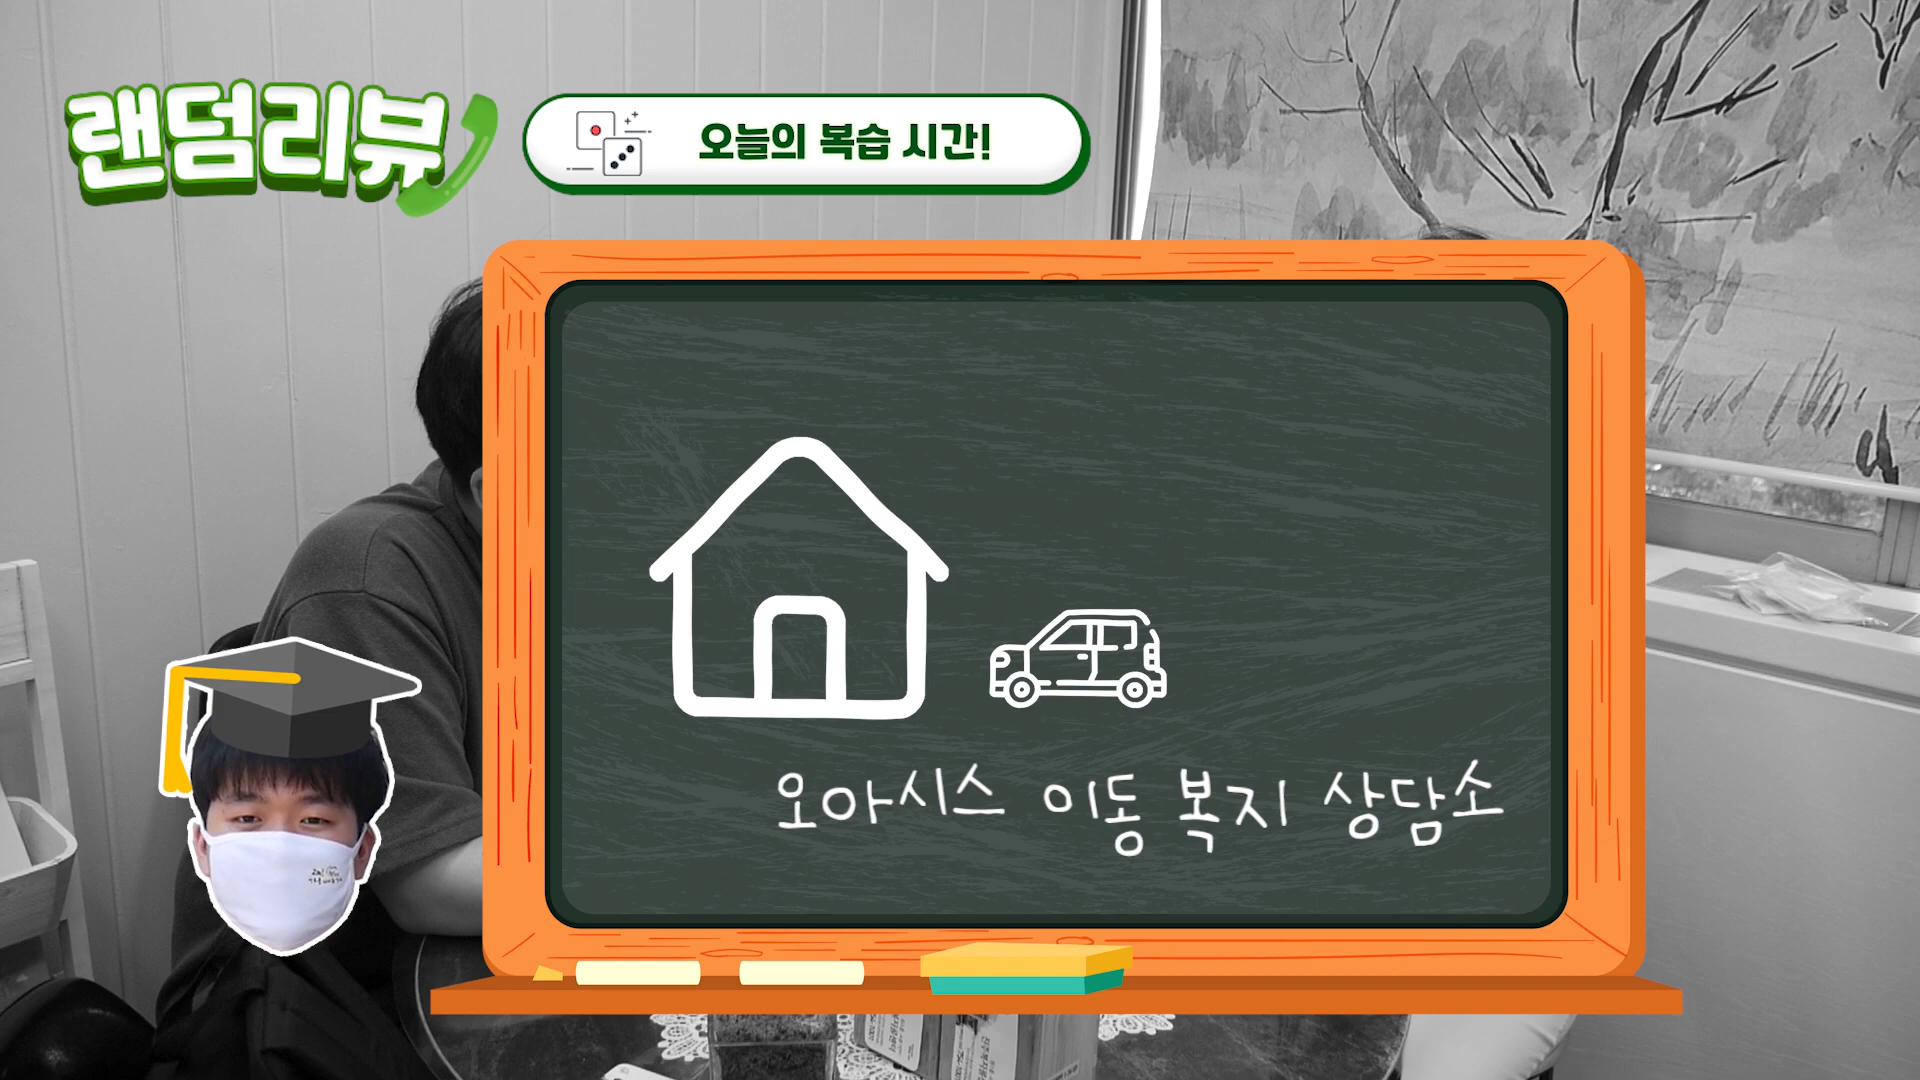 랜덤리뷰
오늘의 복습 시간!
오아시스 이동 복지 상담소